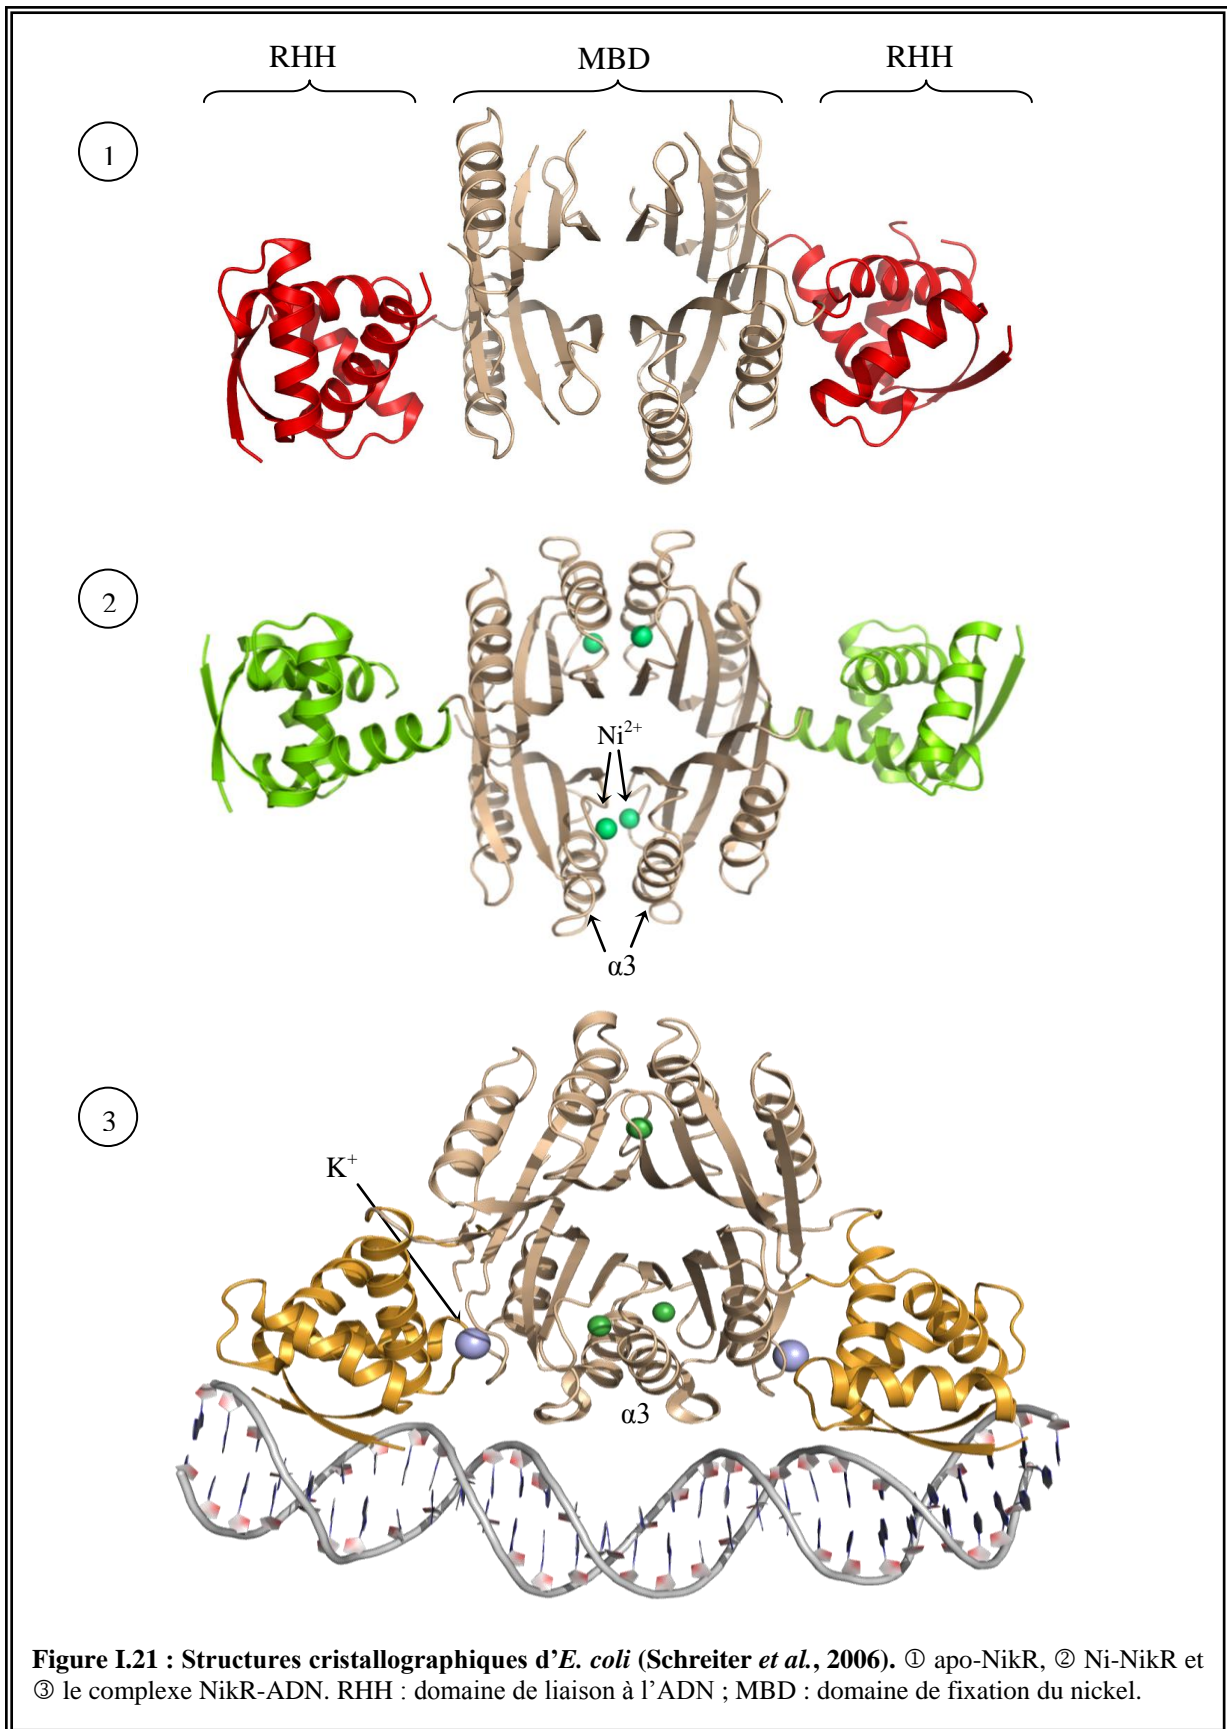 RHH MBD RHH
1
2
Ni²⁺
α3
3
K⁺
α3
Figure I.21 : Structures cristallographiques d’E. coli (Schreiter et al., 2006). ① apo-NikR, ② Ni-NikR et
③ le complexe NikR-ADN. RHH : domaine de liaison à l’ADN ; MBD : domaine de fixation du nickel.